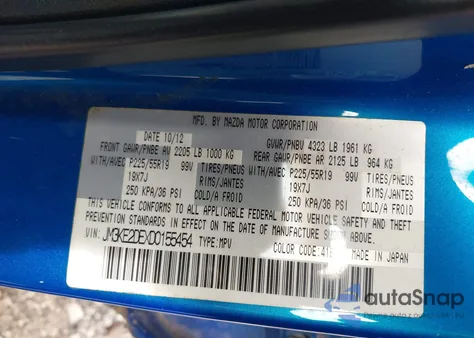 MFD. BY MAZDA MOTOR CORPORATION
DATE 10/12 GVWR/PNBV 4323 LB 1961 KG
FRONT GAWR/PNBE AV 2205 LB 1000 KG REAR GAWR/PNBE AR 2125 LB 964 KG
WITH/AVEC P225/55R19 99V TIRES/PNEUS WITH/AVEC P225/55R19 99V TIRES/PNEUS
19X7J RIMS/JANTES 19X7J RIMS/JANTES
250 KPA/36 PSI COLD/A FROID 250 KPA/36 PSI COLD/A FROID
THIS VEHICLE CONFORMS TO ALL APPLICABLE FEDERAL MOTOR VEHICLE SAFETY AND THEFT
PREVENTION STANDARDS IN EFFECT ON THE DATE OF MANUFACTURE SHOWN ABOVE.
VIN: JM3KE2DEXD0155454 TYPE: MPV COLOR CODE: MADE IN JAPAN
autoSnap